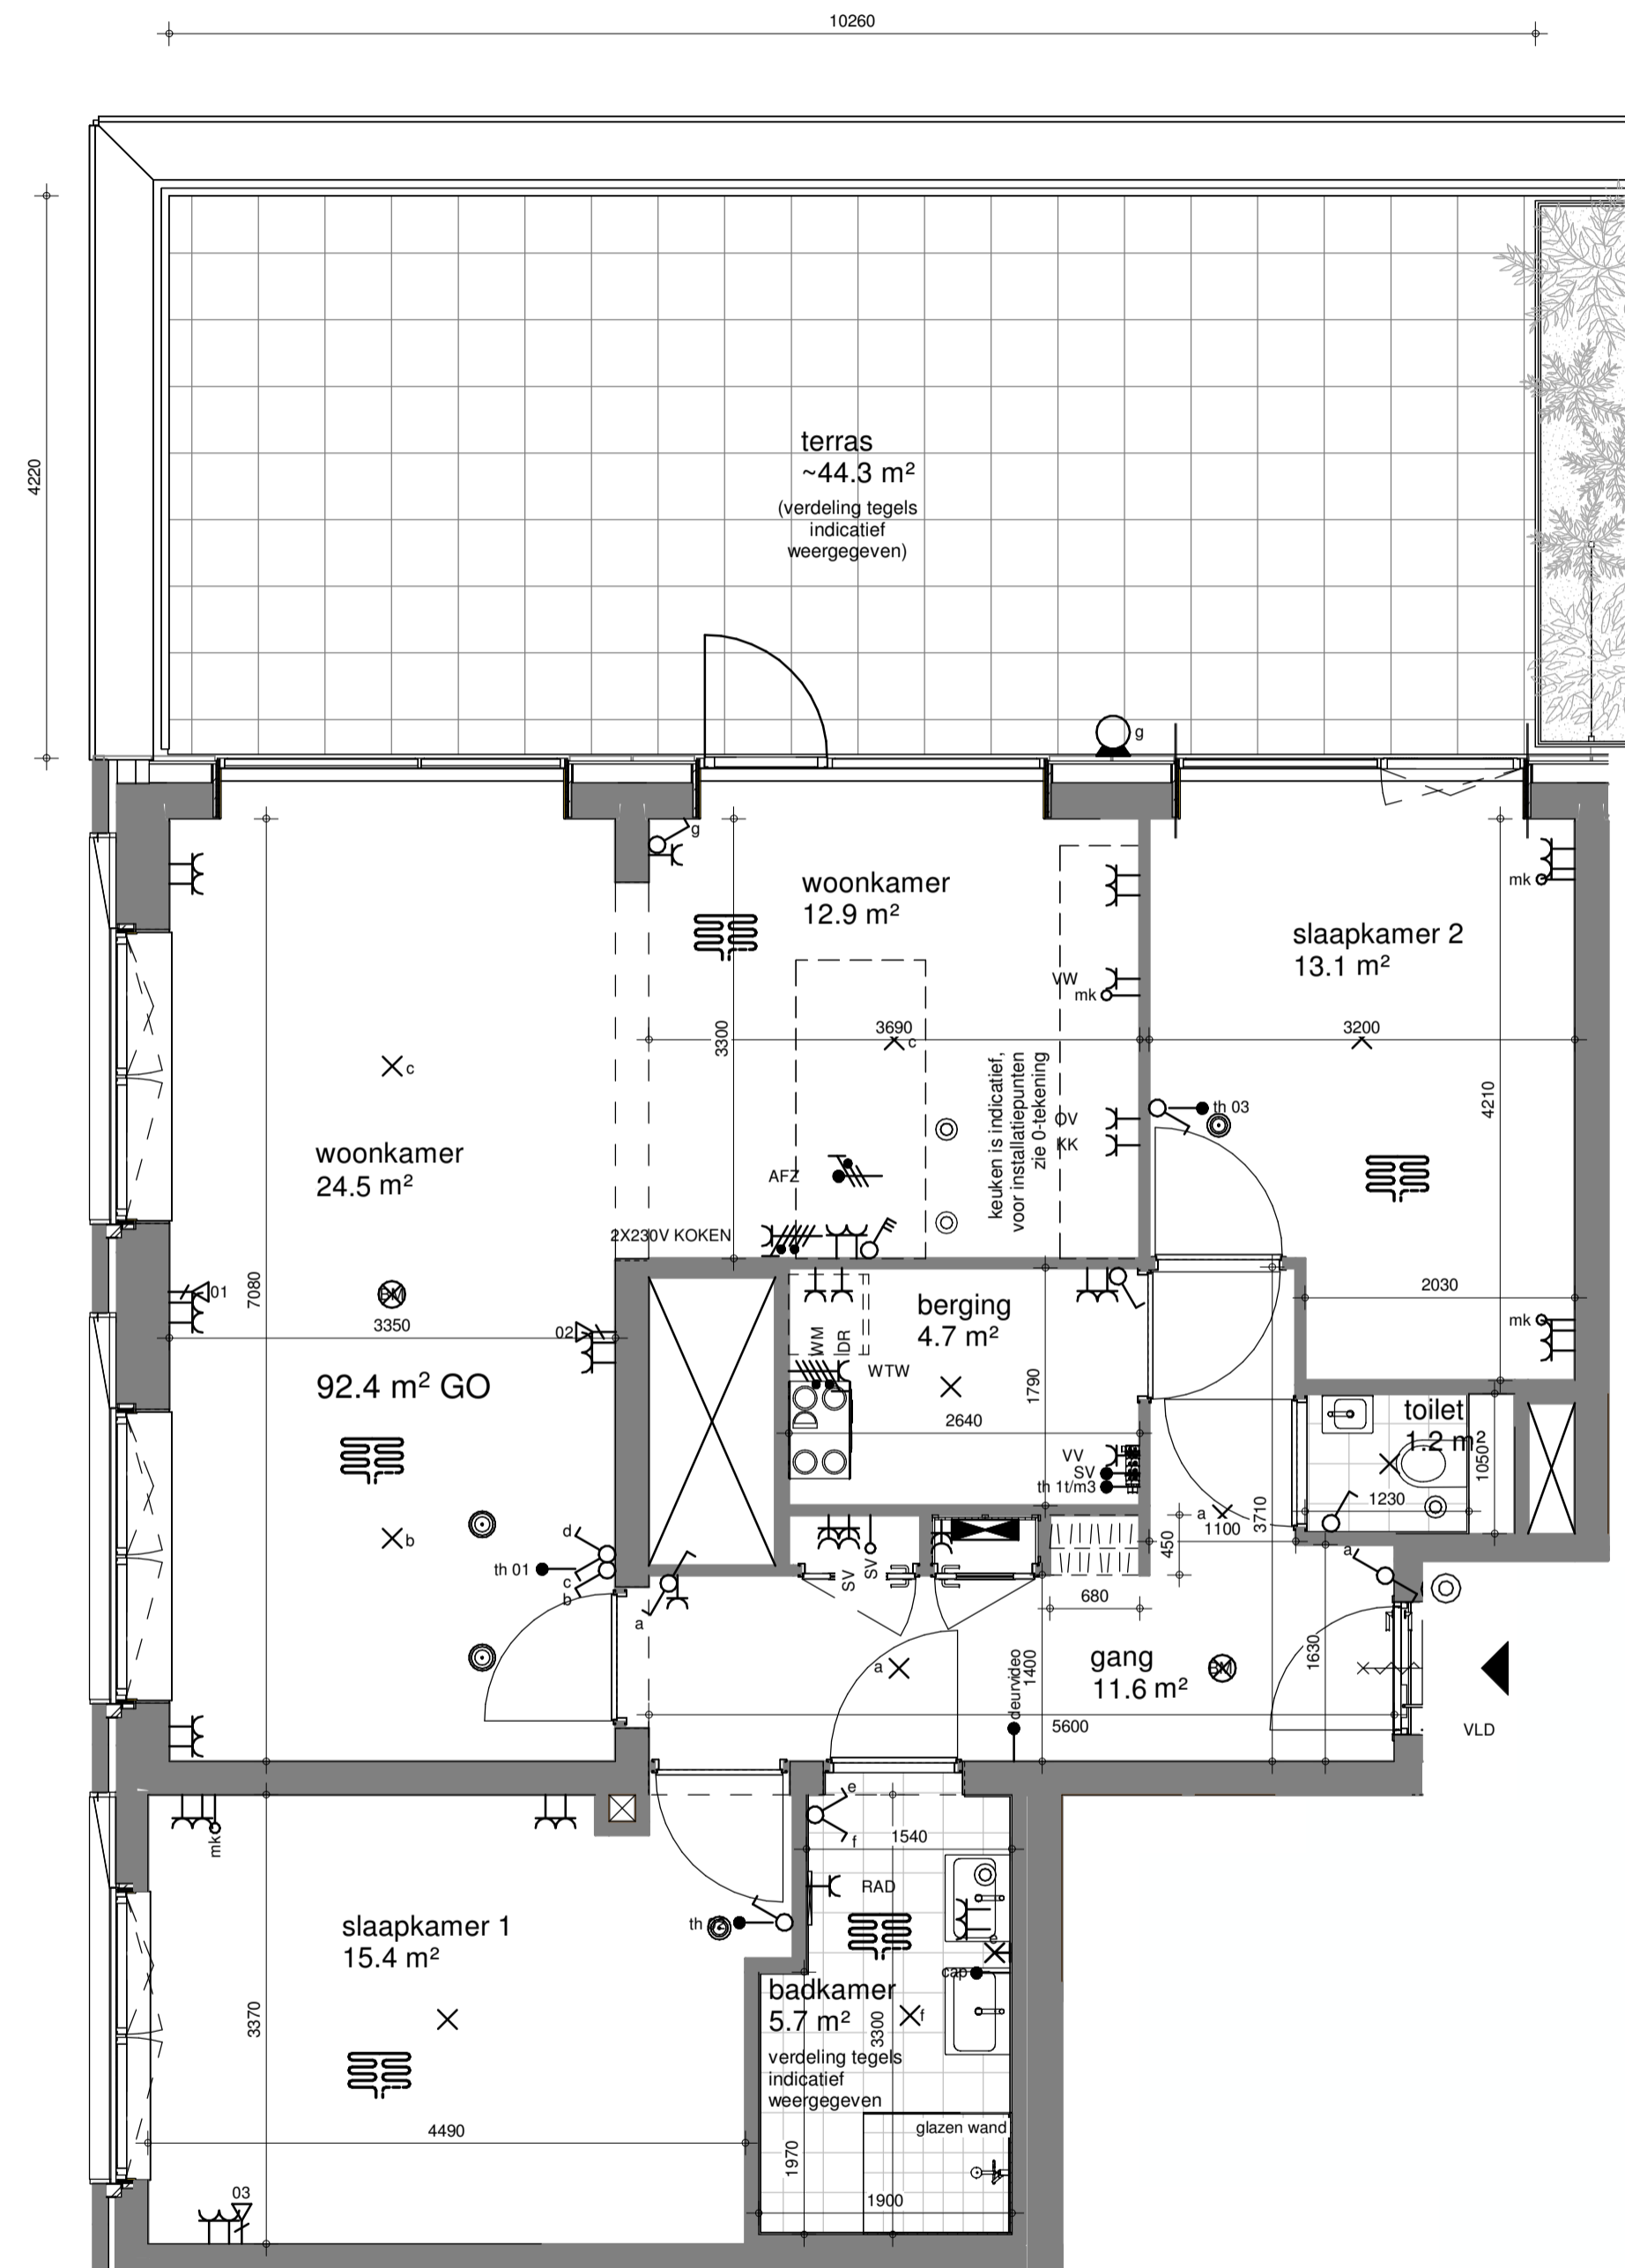 10260
4220
terras
~44.3 m²
(verdeling tegels
indicatief
weergegeven)
g
g
woonkamer
12.9 m²
mk
slaapkamer 2
13.1 m²
VW
mk
3300
3690
c
3200
c
keuken is indicatief,
voor installatiepunten
zie 0-tekening
4210
th 03
OV
KK
woonkamer
24.5 m²
AFZ
2X230V KOKEN
7080
01
BM
3350
02
92.4 m² GO
berging
4.7 m²
WM
DR
WTW
1790
2640
2030
mk
toilet
1.2 m²
1050
1230
VV
SV
th 1t/m3
a
1100
3710
450
b
d
th 01
c
b
SV
SV
a
a
680
a
deurvideo
1400
gang
11.6 m²
BM
1630
5600
VLD
mk
e
f
1540
RAD
slaapkamer 1
15.4 m²
th
e
cap
badkamer
5.7 m²
f
3300
verdeling tegels
indicatief
weergegeven
3370
glazen wand
4490
1970
1900
03